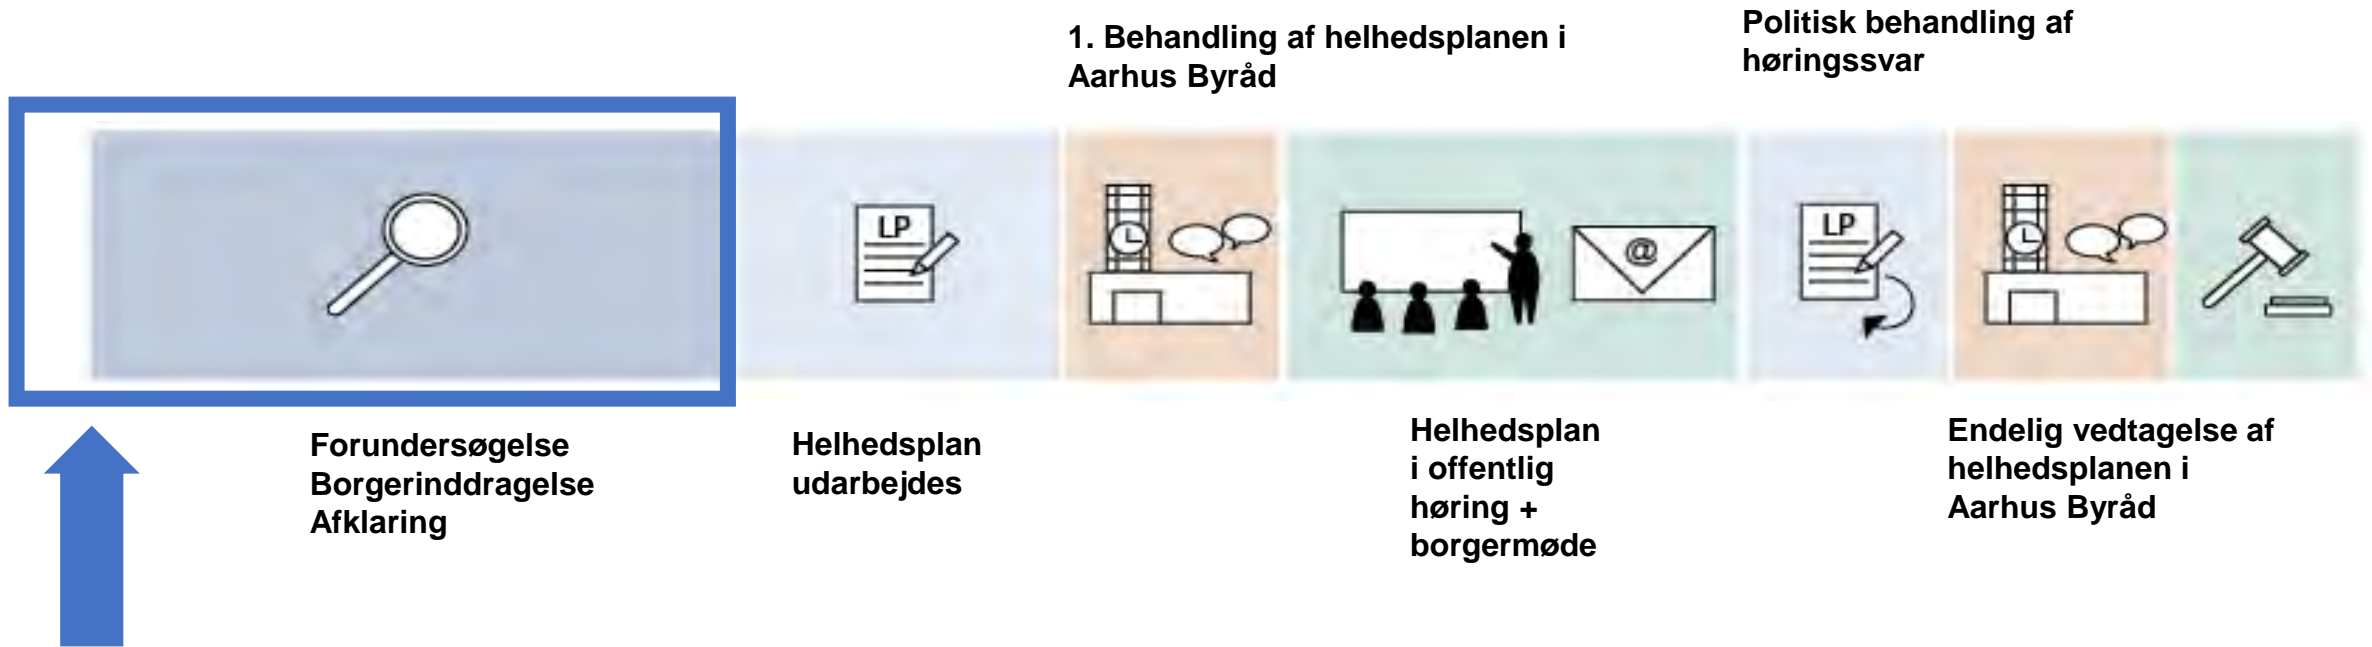 1. Behandling af helhedsplanen i
Aarhus Byråd
Politisk behandling af
høringssvar
LP
@
LP
Forundersøgelse
Borgerinddragelse
Afklaring
Helhedsplan
udarbejdes
Helhedsplan
i offentlig
høring +
borgermøde
Endelig vedtagelse af
helhedsplanen i
Aarhus Byråd